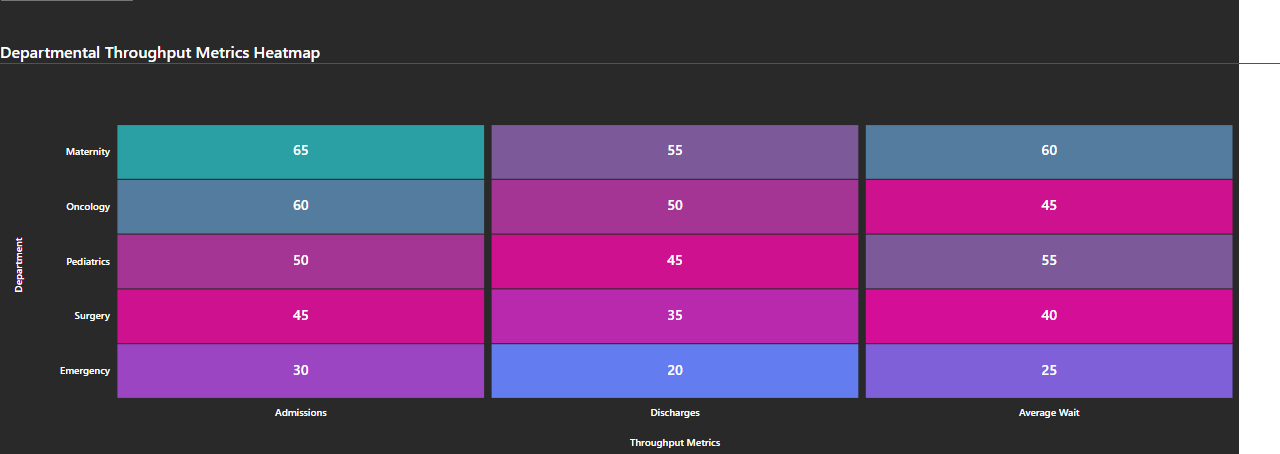 Departmental Throughput Metrics Heatmap
Department
Maternity 65 55 60
Oncology 60 50 45
Pediatrics 50 45 55
Surgery 45 35 40
Emergency 30 20 25
Admissions Discharges Average Wait
Throughput Metrics